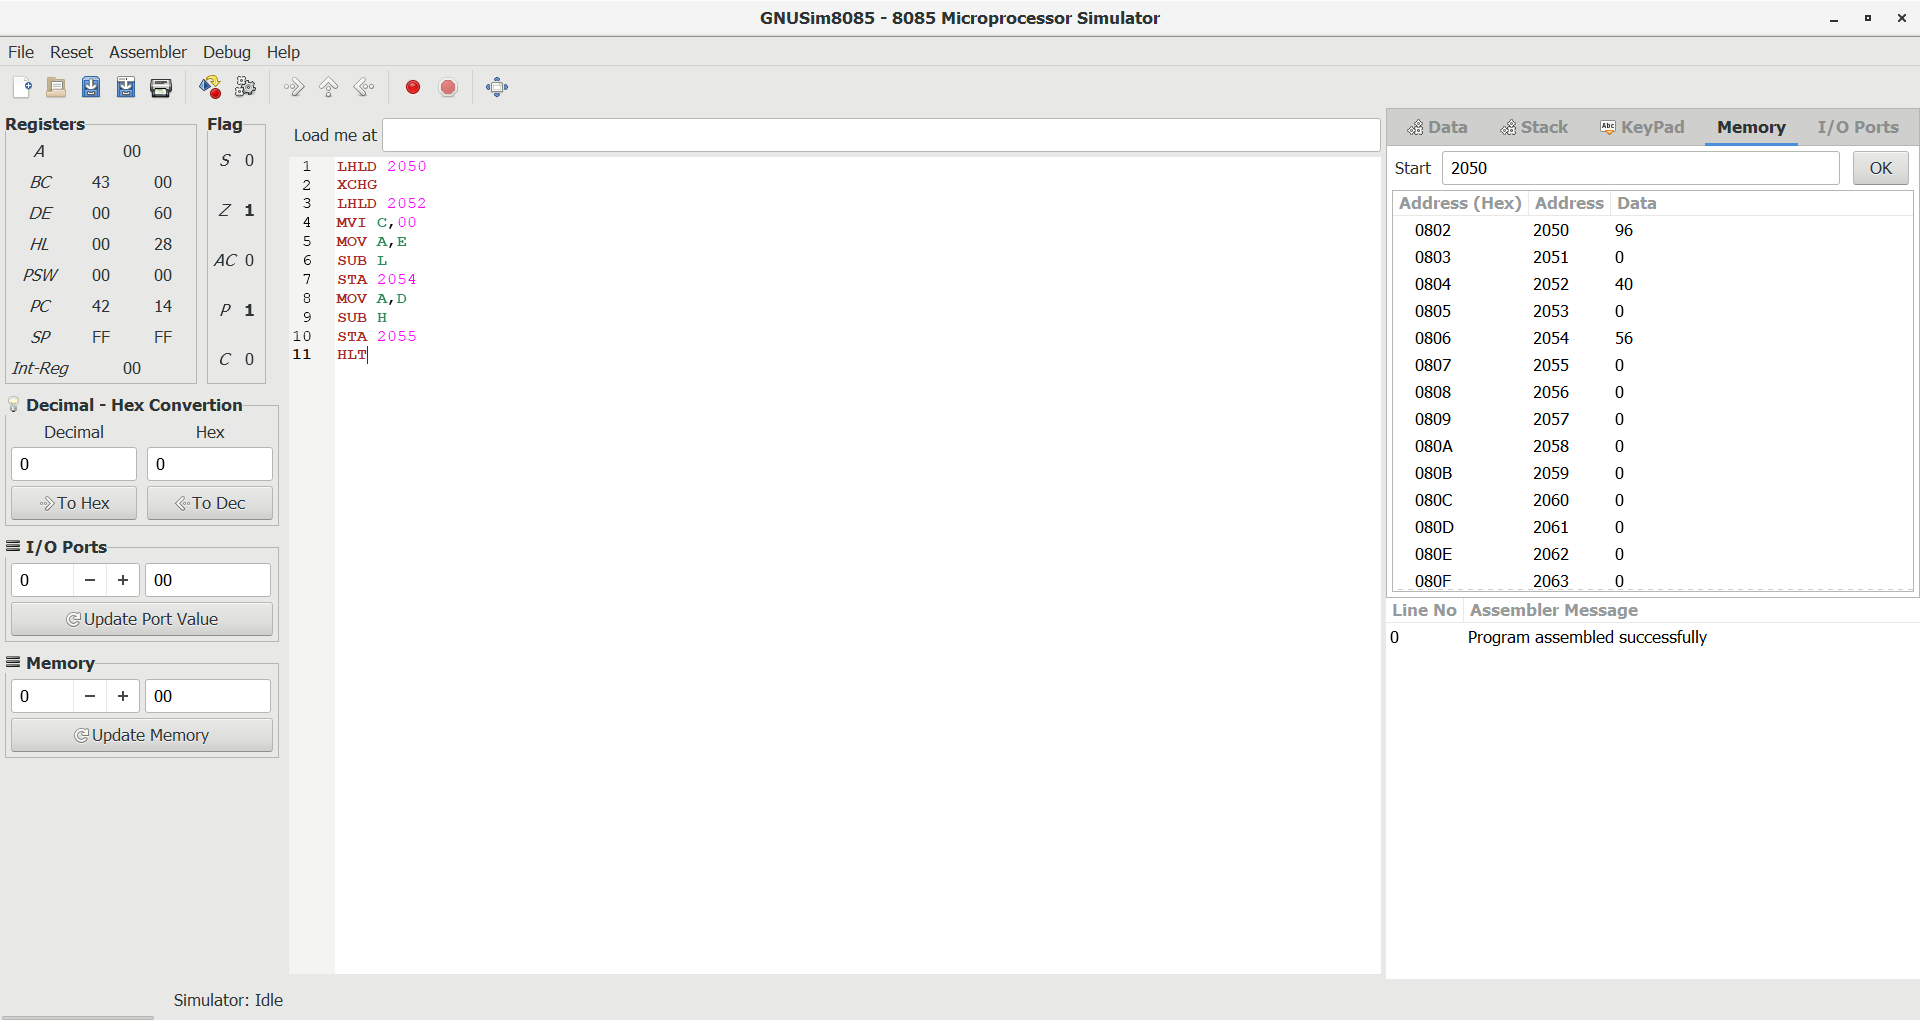 GNUSim8085 - 8085 Microprocessor Simulator
File Reset Assembler Debug Help
Registers
A 00
BC 43 00
DE 00 60
HL 00 28
PSW 00 00
PC 42 14
SP FF FF
Int-Reg 00
Flag
S 0
Z 1
AC 0
P 1
C 0
Decimal - Hex Convertion
Decimal Hex
0 0
To Hex To Dec
I/O Ports
0 − + 00
Update Port Value
Memory
0 − + 00
Update Memory
Load me at
1 LHLD 2050
2 XCHG
3 LHLD 2052
4 MVI C,00
5 MOV A,E
6 SUB L
7 STA 2054
8 MOV A,D
9 SUB H
10 STA 2055
11 HLT
Data Stack Abc KeyPad Memory I/O Ports
Start 2050 OK
Address (Hex) Address Data
0802 2050 96
0803 2051 0
0804 2052 40
0805 2053 0
0806 2054 56
0807 2055 0
0808 2056 0
0809 2057 0
080A 2058 0
080B 2059 0
080C 2060 0
080D 2061 0
080E 2062 0
080F 2063 0
Line No Assembler Message
0 Program assembled successfully
Simulator: Idle